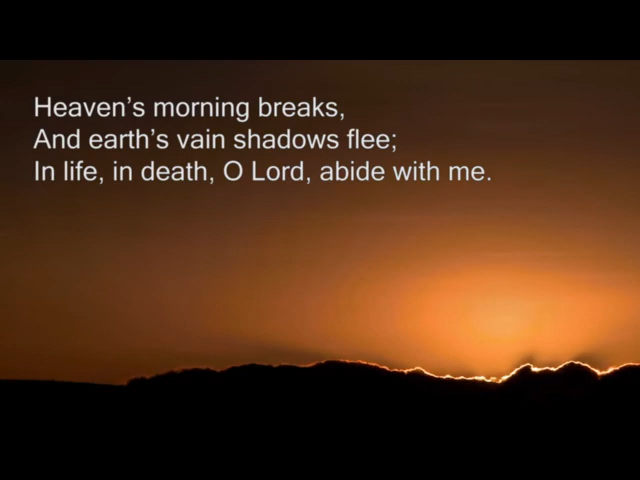 Heaven’s morning breaks,
And earth’s vain shadows flee;
In life, in death, O Lord, abide with me.